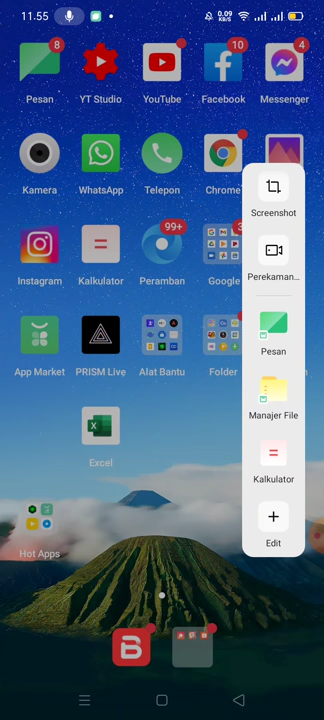 11.55
0.09 KB/S
8
10
4
Pesan
YT Studio
YouTube
Facebook
Messenger
Kamera
WhatsApp
Telepon
Chrome
Screenshot
Perekaman...
99+
3
Instagram
Kalkulator
Peramban
Google
App Market
PRISM Live
Alat Bantu
Folder
Pesan
Manajer File
Kalkulator
Edit
Excel
Hot Apps